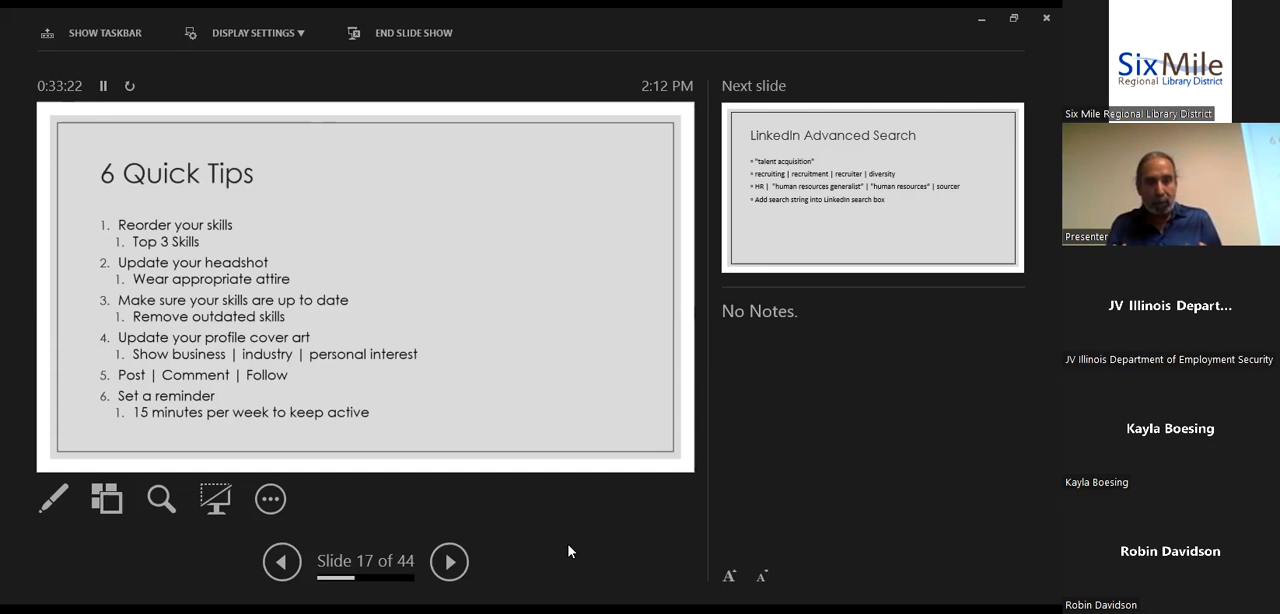 SHOW TASKBAR
DISPLAY SETTINGS ▼
END SLIDE SHOW
0:33:22
2:12 PM
6 Quick Tips
1. Reorder your skills
1. Top 3 Skills
2. Update your headshot
1. Wear appropriate attire
3. Make sure your skills are up to date
1. Remove outdated skills
4. Update your profile cover art
1. Show business | industry | personal interest
5. Post | Comment | Follow
6. Set a reminder
1. 15 minutes per week to keep active
Slide 17 of 44
Next slide
LinkedIn Advanced Search
▫ "talent acquisition"
▫ recruiting | recruitment | recruiter | diversity
▫ HR | "human resources generalist" | "human resources" | sourcer
▫ Add search string into LinkedIn search box
No Notes.
A A
SixMile
Regional Library District
Six Mile Regional Library District
Presenter
JV Illinois Depart...
JV Illinois Department of Employment Security
Kayla Boesing
Kayla Boesing
Robin Davidson
Robin Davidson